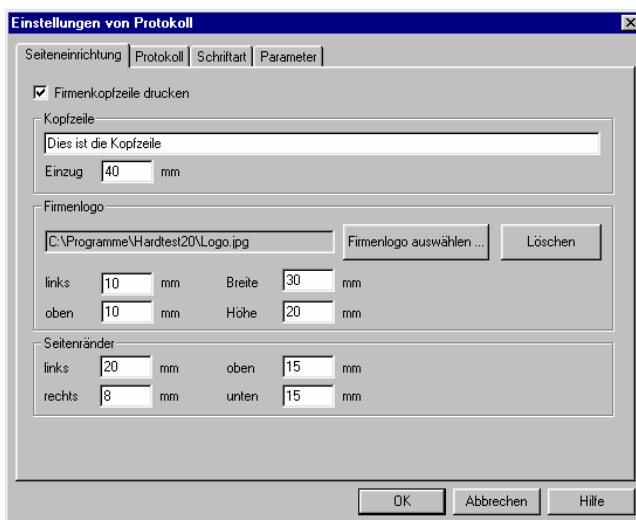 Einstellungen von Protokoll
Seiteneinrichtung Protokoll Schriftart Parameter
Firmenkopfzeile drucken
Kopfzeile
Dies ist die Kopfzeile
Einzug 40 mm
Firmenlogo
C:\Programme\Hardtest20\Logo.jpg Firmenlogo auswählen ... Löschen
links 10 mm Breite 30 mm
oben 10 mm Höhe 20 mm
Seitenränder
links 20 mm oben 15 mm
rechts 8 mm unten 15 mm
OK Abbrechen Hilfe